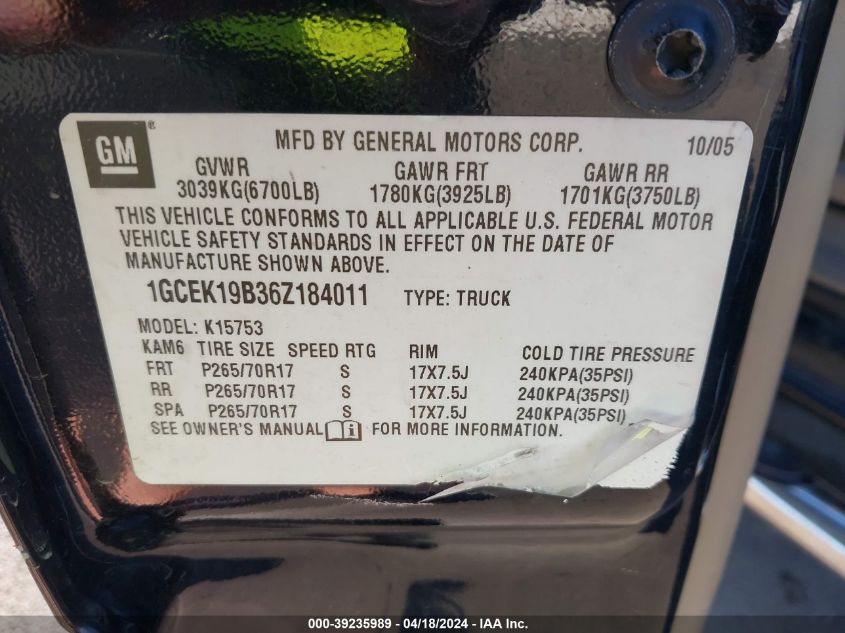 GM
MFD BY GENERAL MOTORS CORP. 10/05
GVWR GAWR FRT GAWR RR
3039KG(6700LB) 1780KG(3925LB) 1701KG(3750LB)
THIS VEHICLE CONFORMS TO ALL APPLICABLE U.S. FEDERAL MOTOR
VEHICLE SAFETY STANDARDS IN EFFECT ON THE DATE OF
MANUFACTURE SHOWN ABOVE.
1GCEK19B36Z184011 TYPE: TRUCK
MODEL: K15753
KAM6 TIRE SIZE SPEED RTG RIM COLD TIRE PRESSURE
FRT P265/70R17 S 17X7.5J 240KPA(35PSI)
RR P265/70R17 S 17X7.5J 240KPA(35PSI)
SPA P265/70R17 S 17X7.5J 240KPA(35PSI)
SEE OWNER'S MANUAL i FOR MORE INFORMATION.
000-39235989 - 04/18/2024 - IAA Inc.